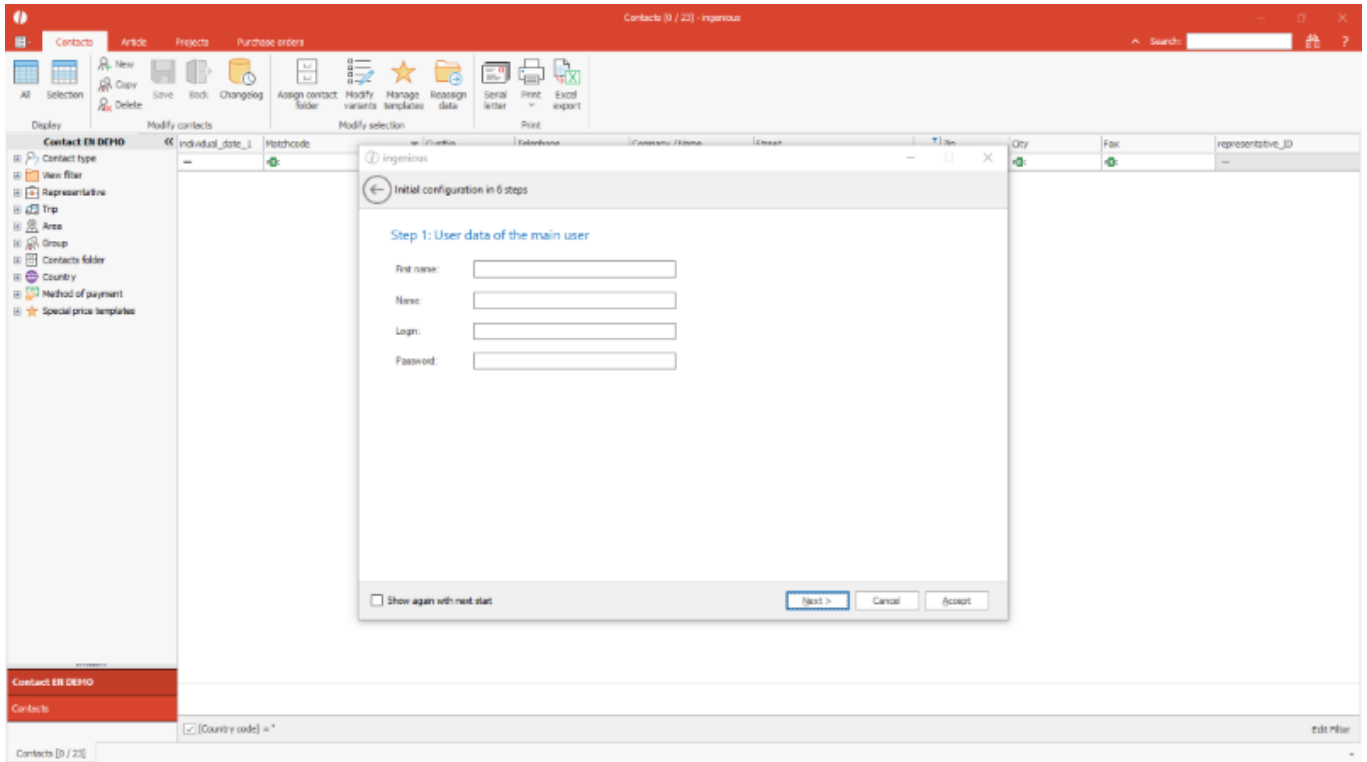 Contacts [0 / 23] - ingenious
Contacts Article Projects Purchase orders Search: ?
New
Copy
Delete
All Selection Save Back Changelog Assign contact folder Modify variants Manage templates Reassign data Serial letter Print Excel export
Display Modify contacts Modify selection Print
Contact EN DEMO
individual_date_1 Matchcode CustNo Telephone Company /Name Street Zip City Fax representative_ID
Contact type
View filter
Representative
Trip
Area
Group
Contacts folder
Country
Method of payment
Special price templates
ingenious
Initial configuration in 6 steps
Step 1: User data of the main user
First name:
Name:
Login:
Password:
Show again with next start
Next > Cancel Accept
Contact EN DEMO
Contacts
[Country code] = *
Edit Filter
Contacts [0 / 23]